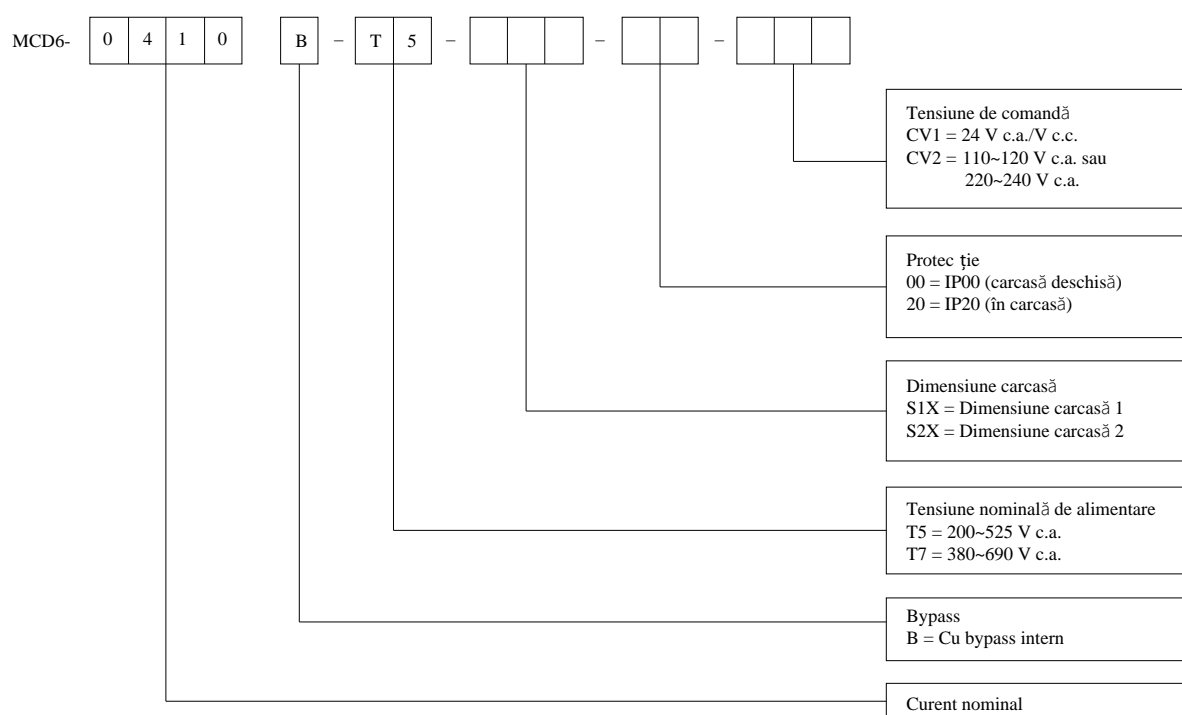 MCD6- 0 4 1 0 B – T 5 – – –
Tensiune de comandă
CV1 = 24 V c.a./V c.c.
CV2 = 110~120 V c.a. sau
220~240 V c.a.
Protec ţie
00 = IP00 (carcasă deschisă)
20 = IP20 (în carcasă)
Dimensiune carcasă
S1X = Dimensiune carcasă 1
S2X = Dimensiune carcasă 2
Tensiune nominală de alimentare
T5 = 200~525 V c.a.
T7 = 380~690 V c.a.
Bypass
B = Cu bypass intern
Curent nominal